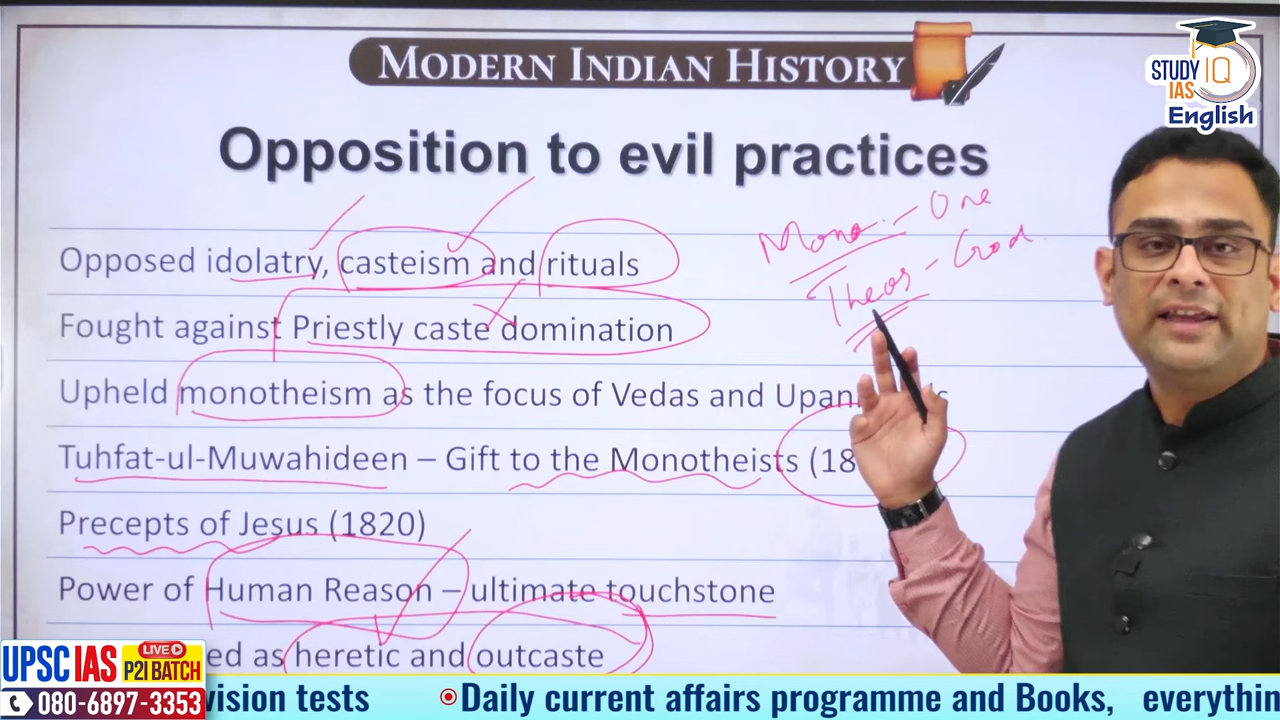 MODERN INDIAN HISTORY
STUDY IQ
IAS
English
Opposition to evil practices
Mono - One
Theos - God
Opposed idolatry, casteism and rituals
Fought against Priestly caste domination
Upheld monotheism as the focus of Vedas and
Tuhfat-ul-Muwahideen – Gift to the Monotheists (18
Precepts of Jesus (1820)
Power of Human Reason – ultimate touchstone
ed as heretic and outcaste
UPSC IAS LIVE
P2I BATCH
080-6897-3353
vision tests Daily current affairs programme and Books, everythin